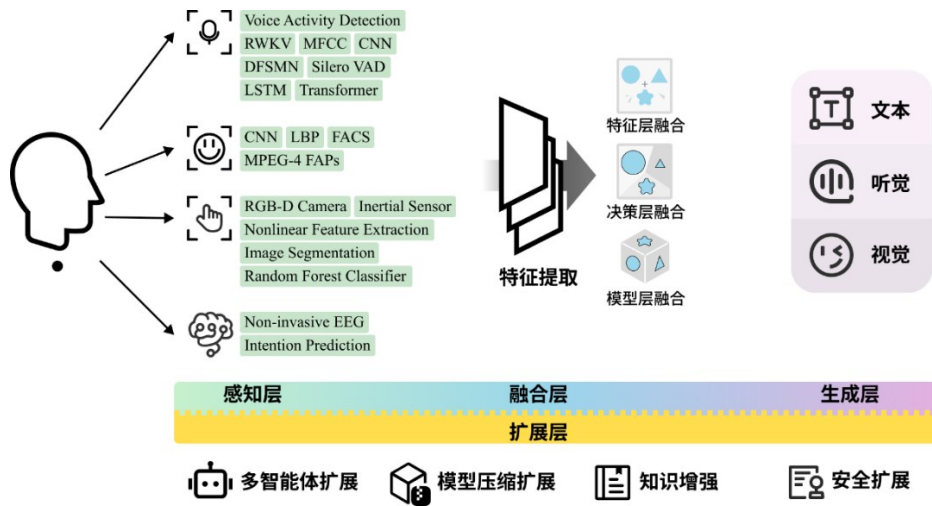 Voice Activity Detection
RWKV MFCC CNN
DFSMN Silero VAD
LSTM Transformer
CNN LBP FACS
MPEG-4 FAPs
RGB-D Camera Inertial Sensor
Nonlinear Feature Extraction
Image Segmentation
Random Forest Classifier
Non-invasive EEG
Intention Prediction
特征提取
特征层融合
决策层融合
模型层融合
T 文本
听觉
视觉
感知层 融合层 生成层
扩展层
多智能体扩展 模型压缩扩展 知识增强 安全扩展